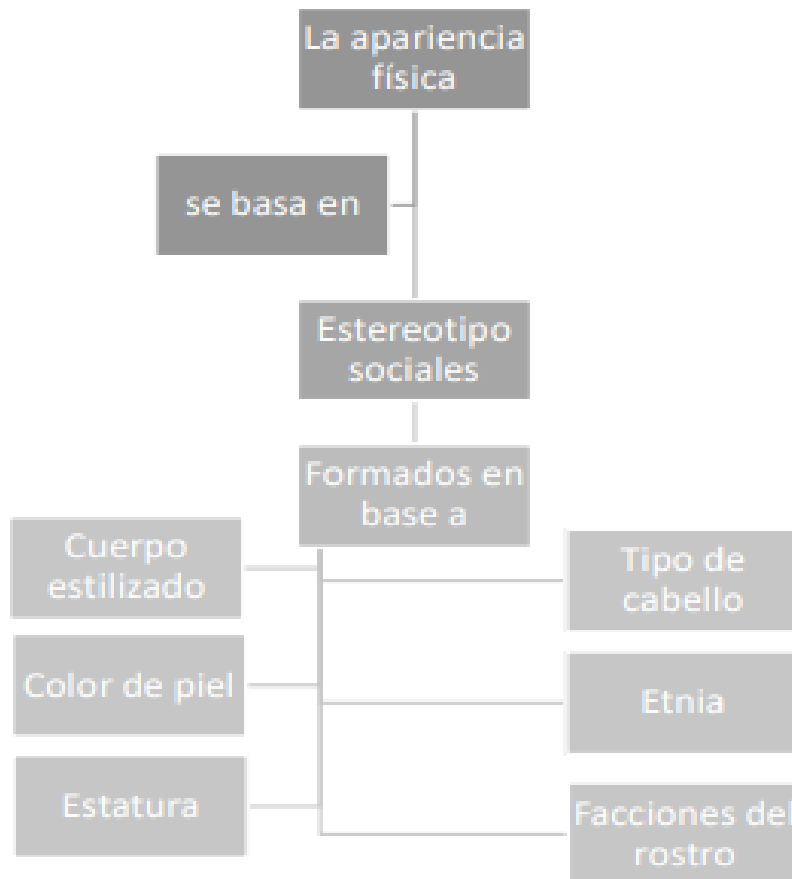 La apariencia
física
se basa en
Estereotipo
sociales
Formados en
base a
Cuerpo
estilizado
Color de piel
Estatura
Tipo de
cabello
Etnia
Facciones del
rostro